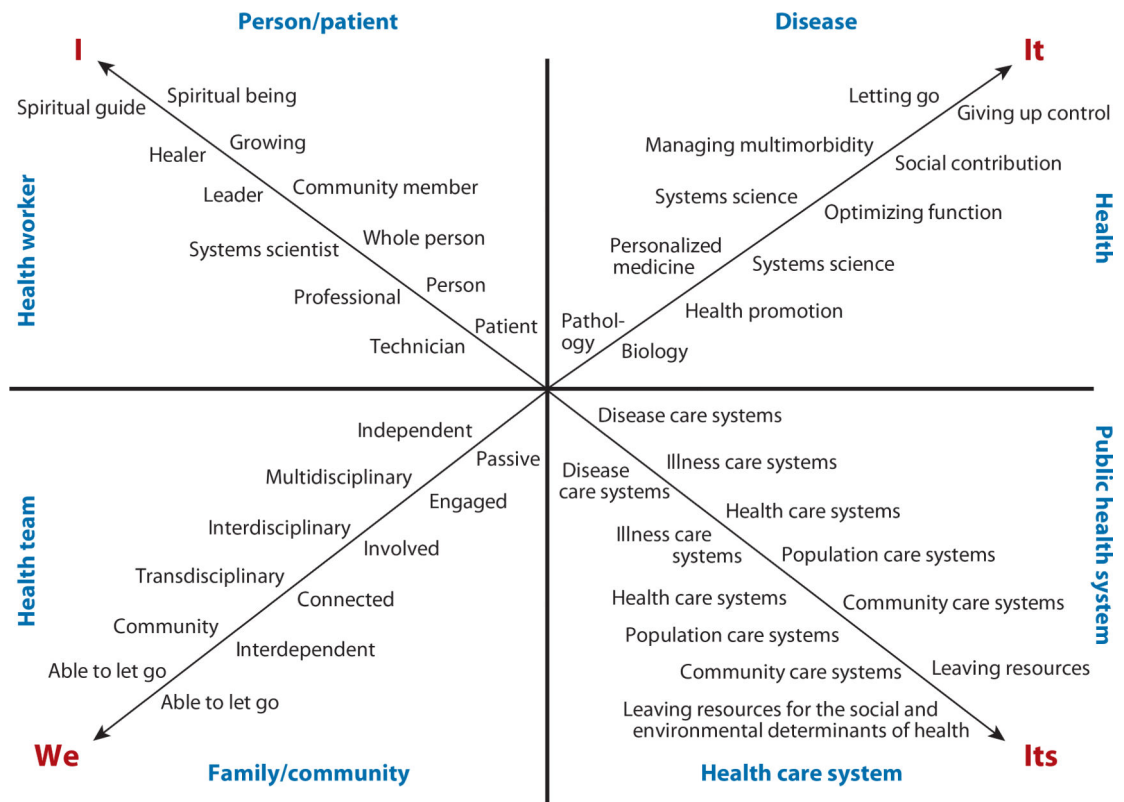 Person/patient
Disease
I
It
Spiritual guide
Spiritual being
Healer
Growing
Leader
Community member
Systems scientist
Whole person
Professional
Person
Technician
Patient
Health worker
Letting go
Giving up control
Managing multimorbidity
Social contribution
Systems science
Optimizing function
Personalized
medicine
Systems science
Health promotion
Pathol-
ogy
Biology
Health
Independent
Passive
Multidisciplinary
Engaged
Interdisciplinary
Involved
Transdisciplinary
Connected
Community
Interdependent
Able to let go
Able to let go
Health team
We
Family/community
Disease care systems
Disease
care systems
Illness care systems
Illness care
systems
Health care systems
Health care systems
Population care systems
Population care systems
Community care systems
Community care systems
Leaving resources
Leaving resources for the social and
environmental determinants of health
Public health system
Its
Health care system